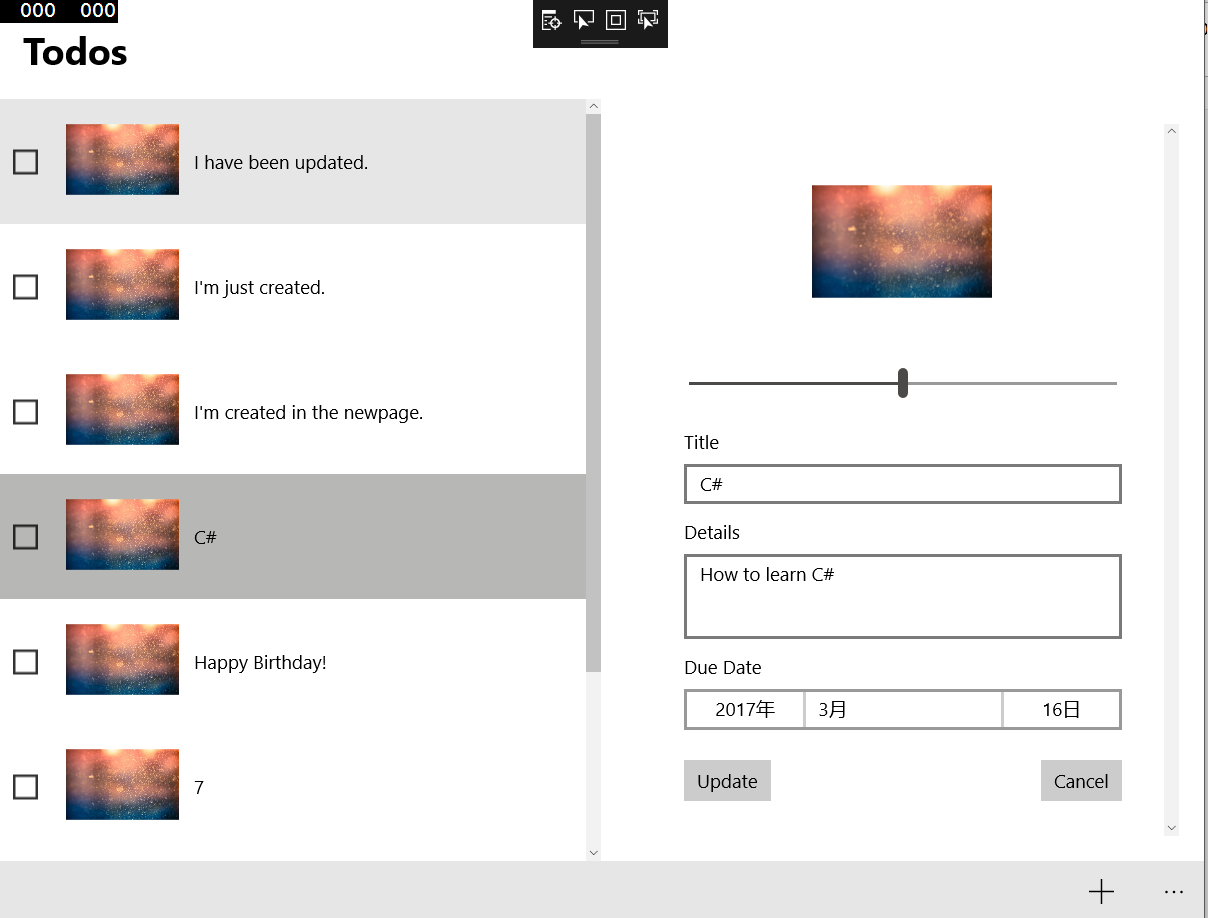 000 000
Todos
I have been updated.
I'm just created.
I'm created in the newpage.
C#
Happy Birthday!
7
Title
C#
Details
How to learn C#
Due Date
2017年 3月 16日
Update Cancel